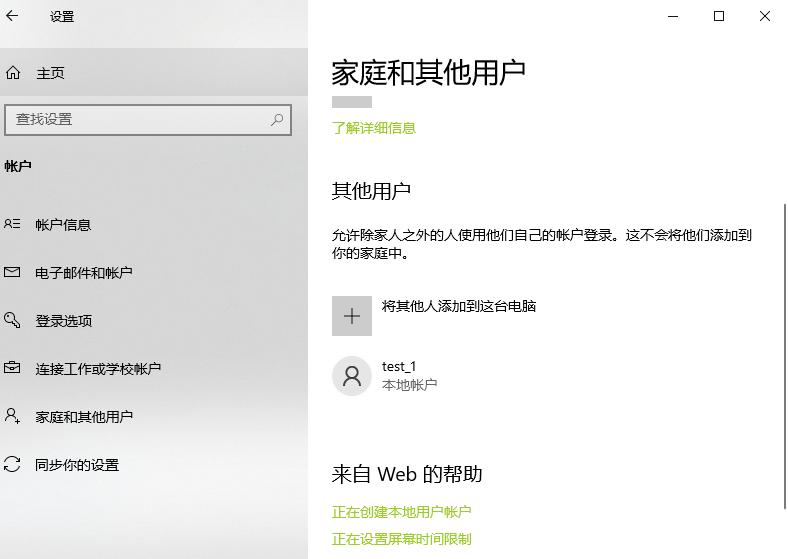 设置
主页
查找设置
帐户
帐户信息
电子邮件和帐户
登录选项
连接工作或学校帐户
家庭和其他用户
同步你的设置
家庭和其他用户
了解详细信息
其他用户
允许除家人之外的人使用他们自己的帐户登录。这不会将他们添加到
你的家庭中。
将其他人添加到这台电脑
test_1
本地帐户
来自 Web 的帮助
正在创建本地用户帐户
正在设置屏幕时间限制